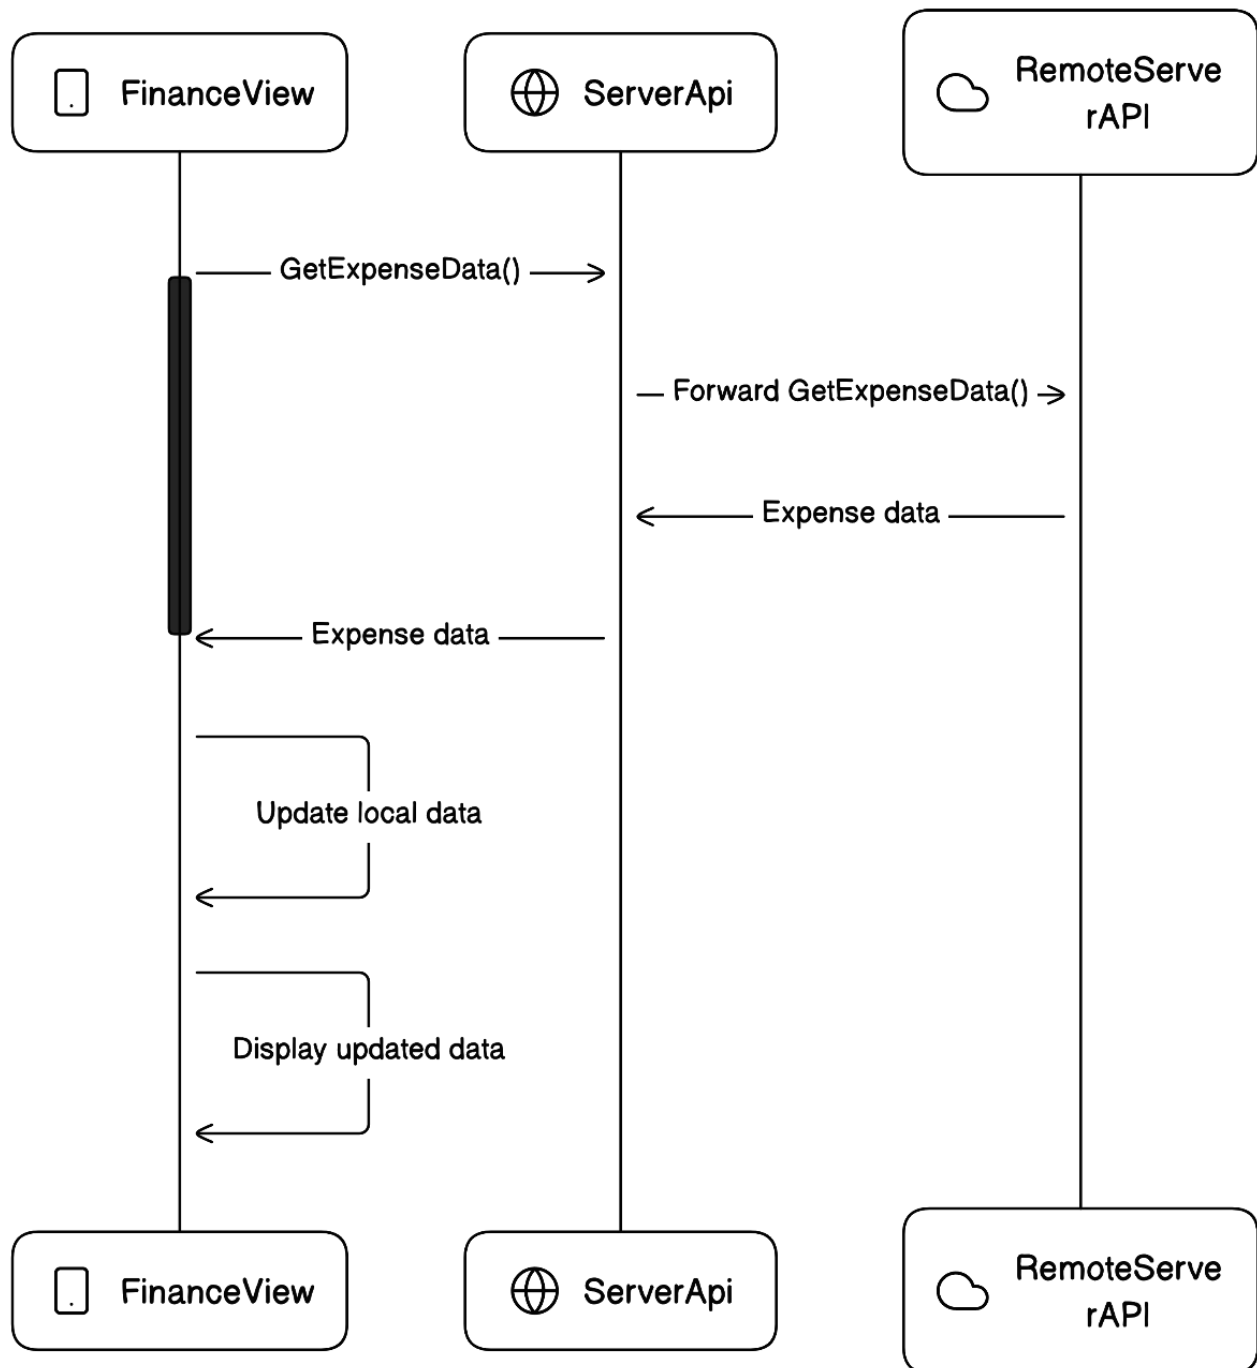 FinanceView
ServerApi
RemoteServe
rAPI
GetExpenseData()
Forward GetExpenseData()
Expense data
Expense data
Update local data
Display updated data
FinanceView
ServerApi
RemoteServe
rAPI